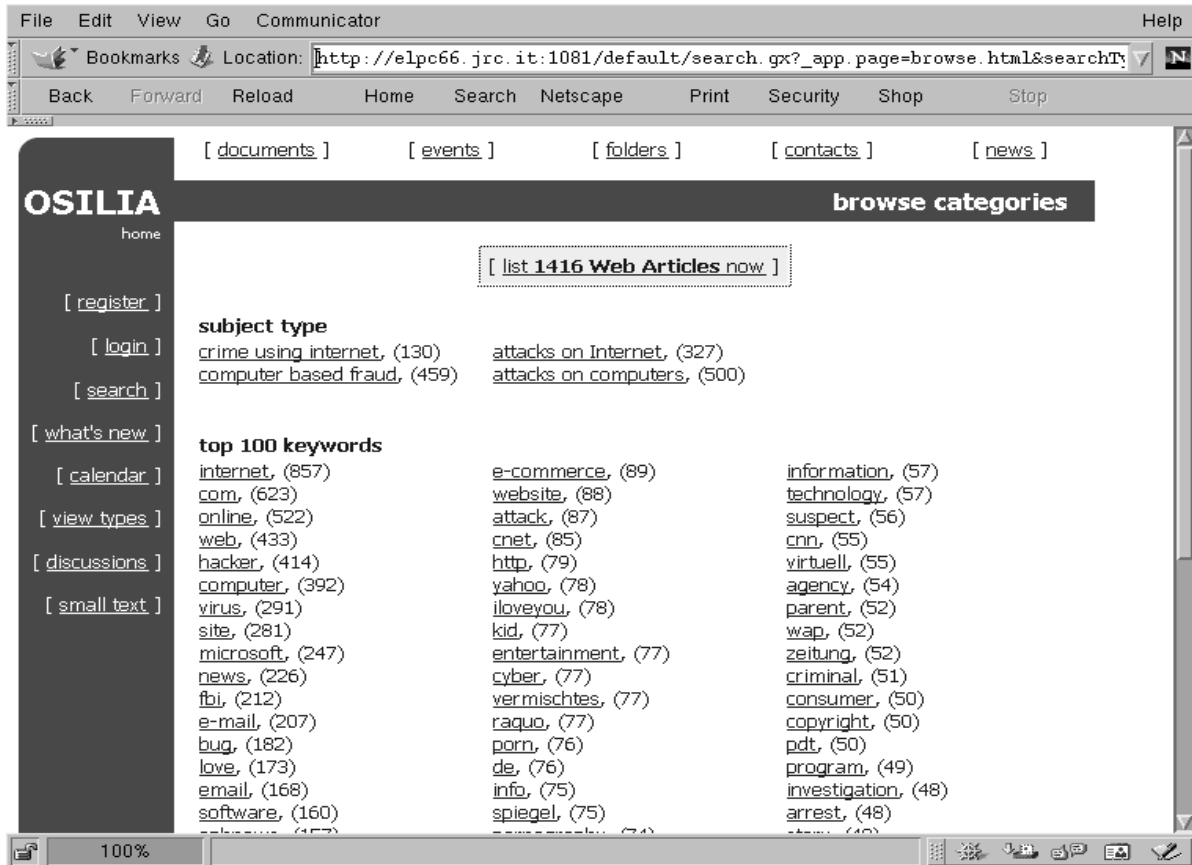 File Edit View Go Communicator Help
Bookmarks Location: http://elpc66.jrc.it:1081/default/search.gx?_app.page=browse.html&searchTy
Back Forward Reload Home Search Netscape Print Security Shop Stop
[ documents ] [ events ] [ folders ] [ contacts ] [ news ]
OSILIA
home
browse categories
[ list 1416 Web Articles now ]
[ register ]
[ login ]
[ search ]
[ what's new ]
[ calendar ]
[ view types ]
[ discussions ]
[ small text ]
subject type
crime using internet, (130) attacks on Internet, (327)
computer based fraud, (459) attacks on computers, (500)
top 100 keywords
internet, (857) e-commerce, (89) information, (57)
com, (623) website, (88) technology, (57)
online, (522) attack, (87) suspect, (56)
web, (433) cnet, (85) cnn, (55)
hacker, (414) http, (79) virtuell, (55)
computer, (392) yahoo, (78) agency, (54)
virus, (291) iloveyou, (78) parent, (52)
site, (281) kid, (77) wap, (52)
microsoft, (247) entertainment, (77) zeitung, (52)
news, (226) cyber, (77) criminal, (51)
fbi, (212) vermischtes, (77) consumer, (50)
e-mail, (207) raquo, (77) copyright, (50)
bug, (182) porn, (76) pdt, (50)
love, (173) de, (76) program, (49)
email, (168) info, (75) investigation, (48)
software, (160) spiegel, (75) arrest, (48)
100%